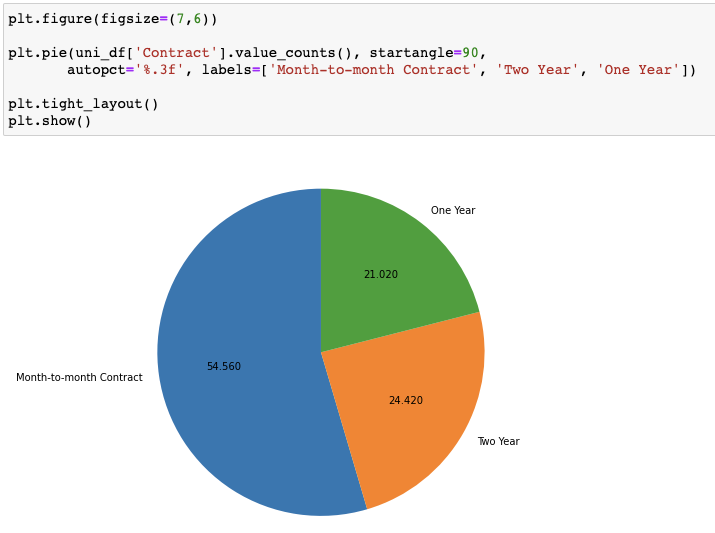 plt.figure(figsize=(7,6))
plt.pie(uni_df['Contract'].value_counts(), startangle=90,
autopct='%.3f', labels=['Month-to-month Contract', 'Two Year', 'One Year'])
plt.tight_layout()
plt.show()
One Year
21.020
54.560
Month-to-month Contract
24.420
Two Year